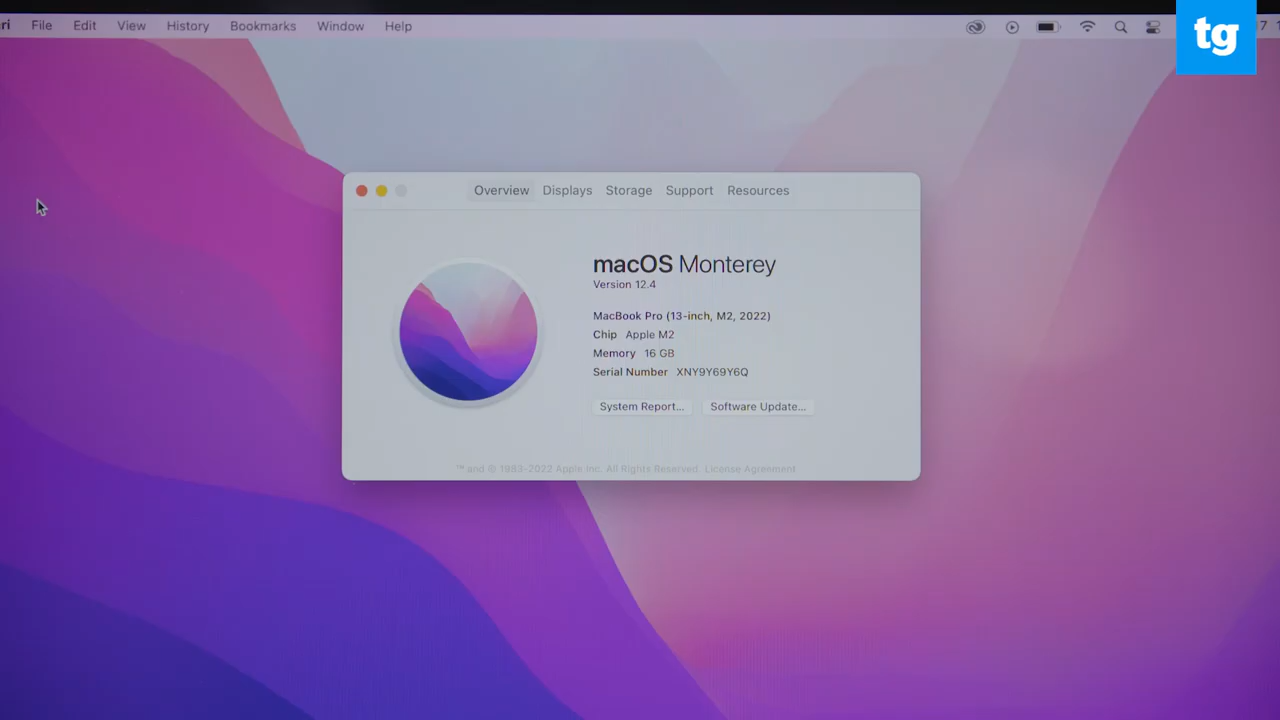 ri File Edit View History Bookmarks Window Help 7
tg
Overview Displays Storage Support Resources
macOS Monterey
Version 12.4
MacBook Pro (13-inch, M2, 2022)
Chip Apple M2
Memory 16 GB
Serial Number XNY9Y69Y6Q
System Report... Software Update...
™ and © 1983-2022 Apple Inc. All Rights Reserved. License Agreement